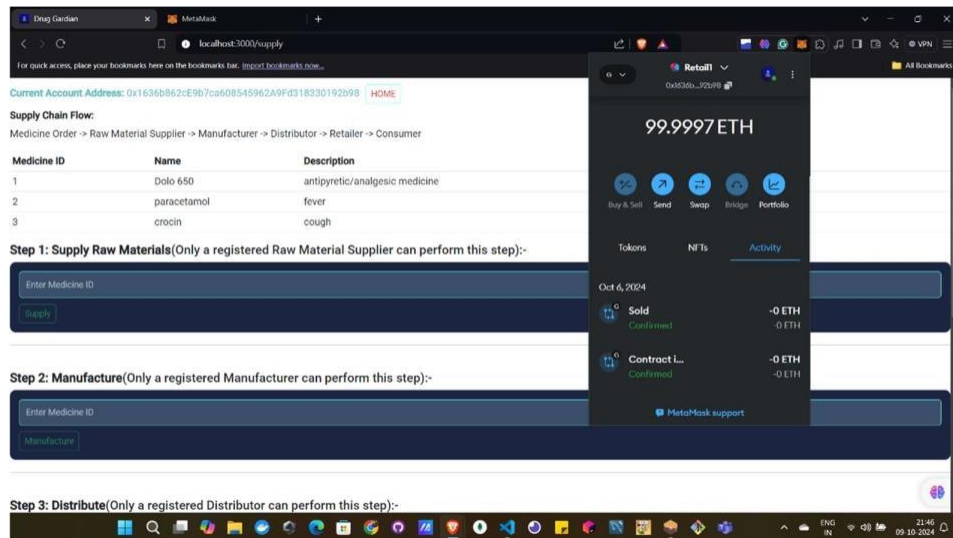 Drug Gardian
MetaMask
localhost:3000/supply
VPN
For quick access, place your bookmarks here on the bookmarks bar. Import bookmarks now...
All Bookmarks
Current Account Address: 0x1636b862cE9b7ca608545962A9Fd318330192b98 HOME
Supply Chain Flow:
Medicine Order -> Raw Material Supplier -> Manufacturer -> Distributor -> Retailer -> Consumer
Medicine ID Name Description
1 Dolo 650 antipyretic/analgesic medicine
2 paracetamol fever
3 crocin cough
Step 1: Supply Raw Materials(Only a registered Raw Material Supplier can perform this step):-
Enter Medicine ID
Supply
Step 2: Manufacture(Only a registered Manufacturer can perform this step):-
Enter Medicine ID
Manufacture
Step 3: Distribute(Only a registered Distributor can perform this step):-
G
Retail1
0x1636b...92b98
99.9997 ETH
Buy & Sell Send Swap Bridge Portfolio
Tokens NFTs Activity
Oct 6, 2024
G Sold -0 ETH
Confirmed -0 ETH
G Contract i... -0 ETH
Confirmed -0 ETH
MetaMask support
ENG 21:46
IN 09-10-2024